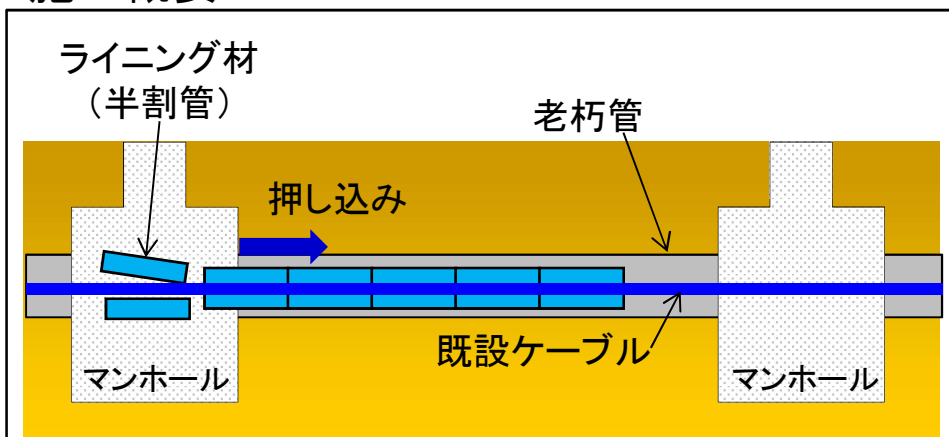 ライニング材
（半割管）
老朽管
押し込み
既設ケーブル
マンホール
マンホール